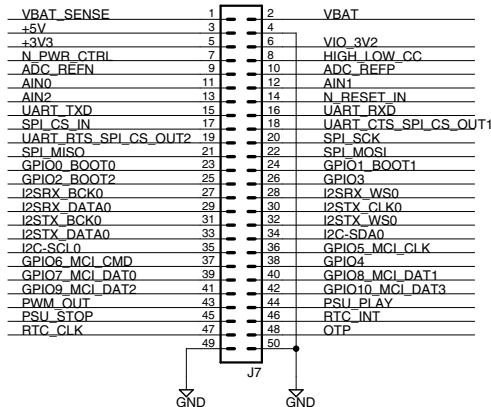 VBAT_SENSE 1 2 VBAT
+5V 3 4
+3V3 5 6 VIO_3V2
N_PWR_CTRL 7 8 HIGH_LOW_CC
ADC_REFN 9 10 ADC_REFP
AIN0 11 12 AIN1
AIN2 13 14 N_RESET_IN
UART_TXD 15 16 UART_RXD
SPI_CS_IN 17 18 UART_CTS_SPI_CS_OUT1
UART_RTS_SPI_CS_OUT2 19 20 SPI_SCK
SPI_MISO 21 22 SPI_MOSI
GPIO0_BOOT0 23 24 GPIO1_BOOT1
GPIO2_BOOT2 25 26 GPIO3
I2SRX_BCK0 27 28 I2SRX_WS0
I2SRX_DATA0 29 30 I2STX_CLK0
I2STX_BCK0 31 32 I2STX_WS0
I2STX_DATA0 33 34 I2C-SDA0
I2C-SCL0 35 36 GPIO5_MCI_CLK
GPIO6_MCI_CMD 37 38 GPIO4
GPIO7_MCI_DAT0 39 40 GPIO8_MCI_DAT1
GPIO9_MCI_DAT2 41 42 GPIO10_MCI_DAT3
PWM_OUT 43 44 PSU_PLAY
PSU_STOP 45 46 RTC_INT
RTC_CLK 47 48 OTP
49 50
J7
GND GND